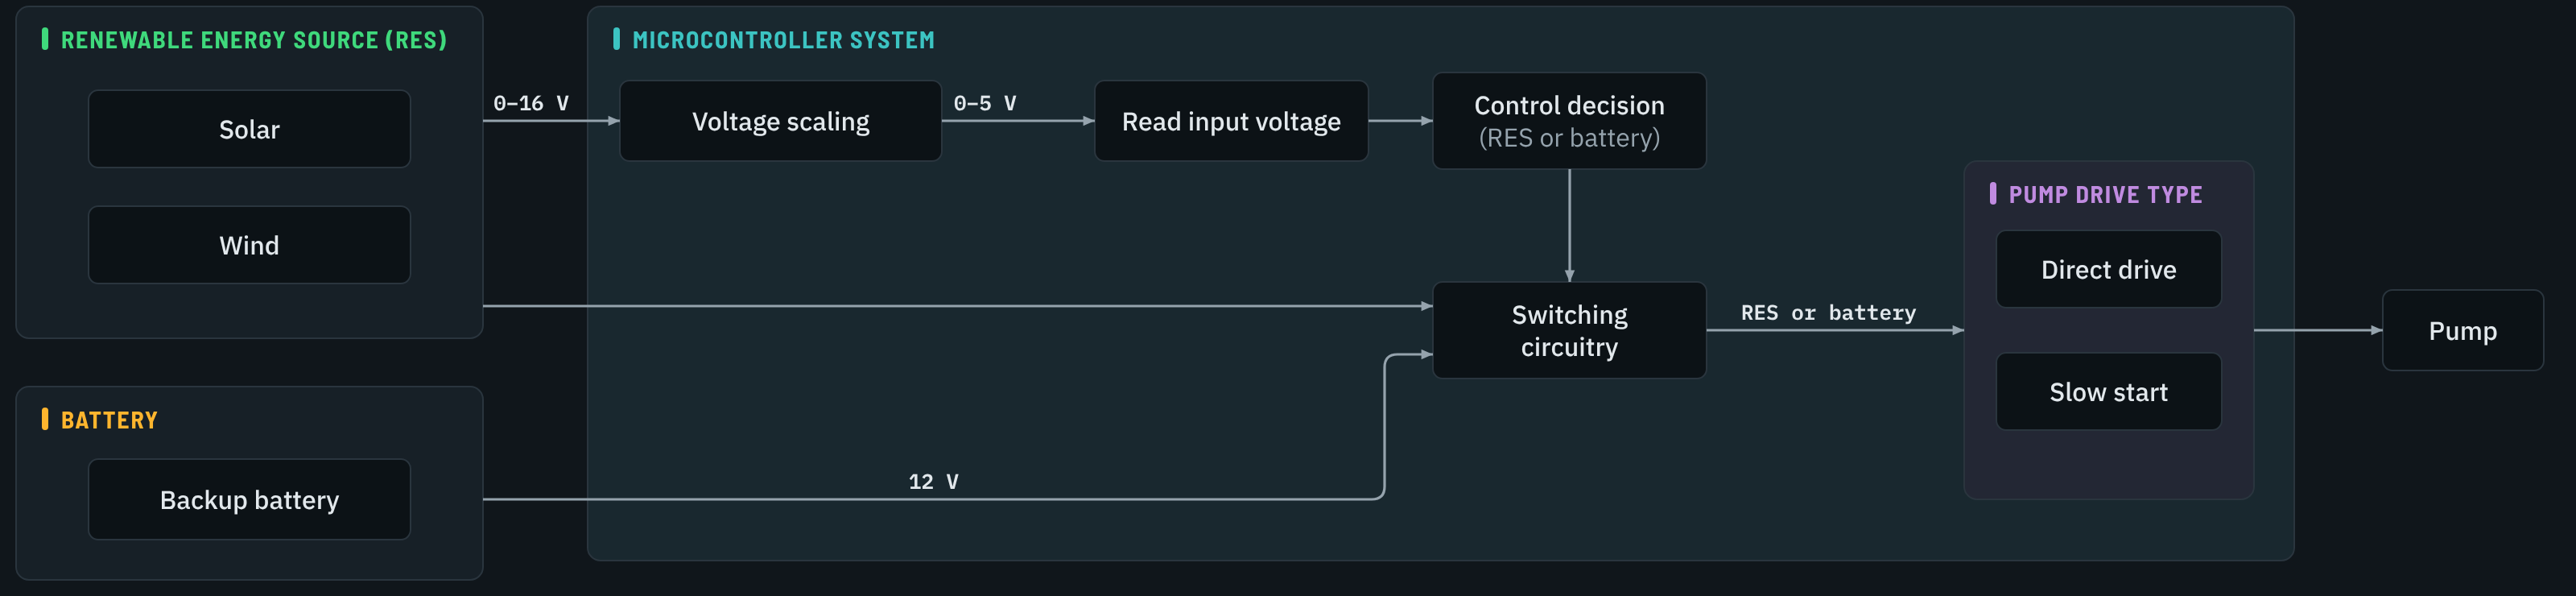 RENEWABLE ENERGY SOURCE (RES)
Solar
Wind
BATTERY
Backup battery
0–16 V
MICROCONTROLLER SYSTEM
Voltage scaling
0–5 V
Read input voltage
Control decision
(RES or battery)
Switching
circuitry
12 V
RES or battery
PUMP DRIVE TYPE
Direct drive
Slow start
Pump